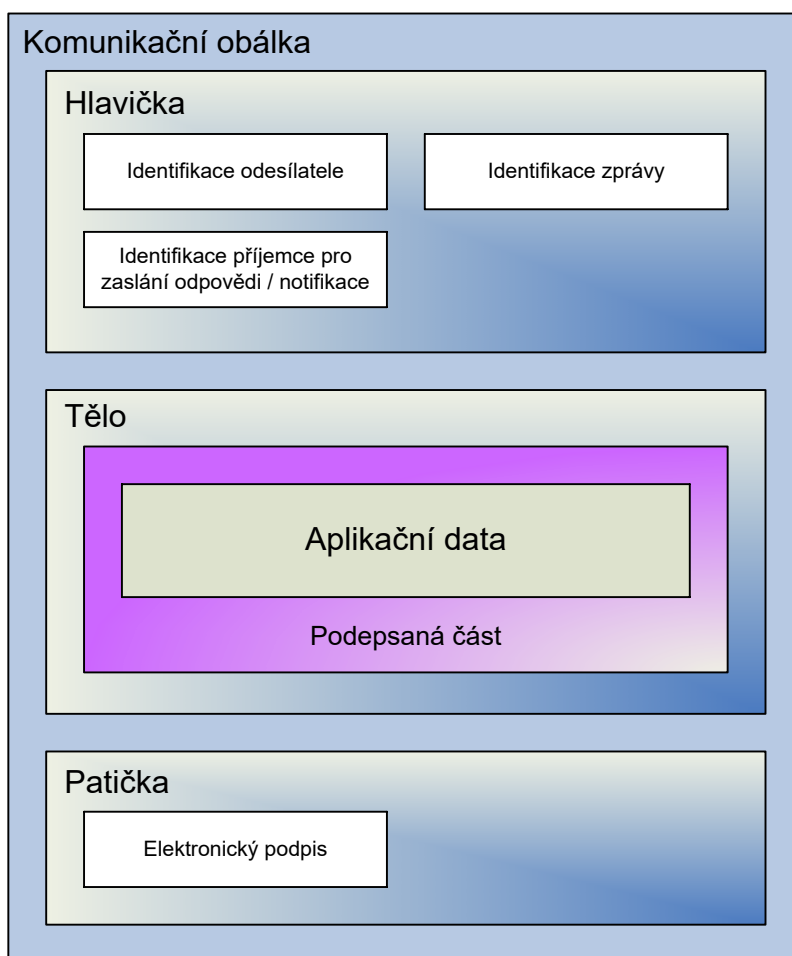 Komunikační obálka
Hlavička
Identifikace odesílatele
Identifikace zprávy
Identifikace příjemce pro
zaslání odpovědi / notifikace
Tělo
Aplikační data
Podepsaná část
Patička
Elektronický podpis